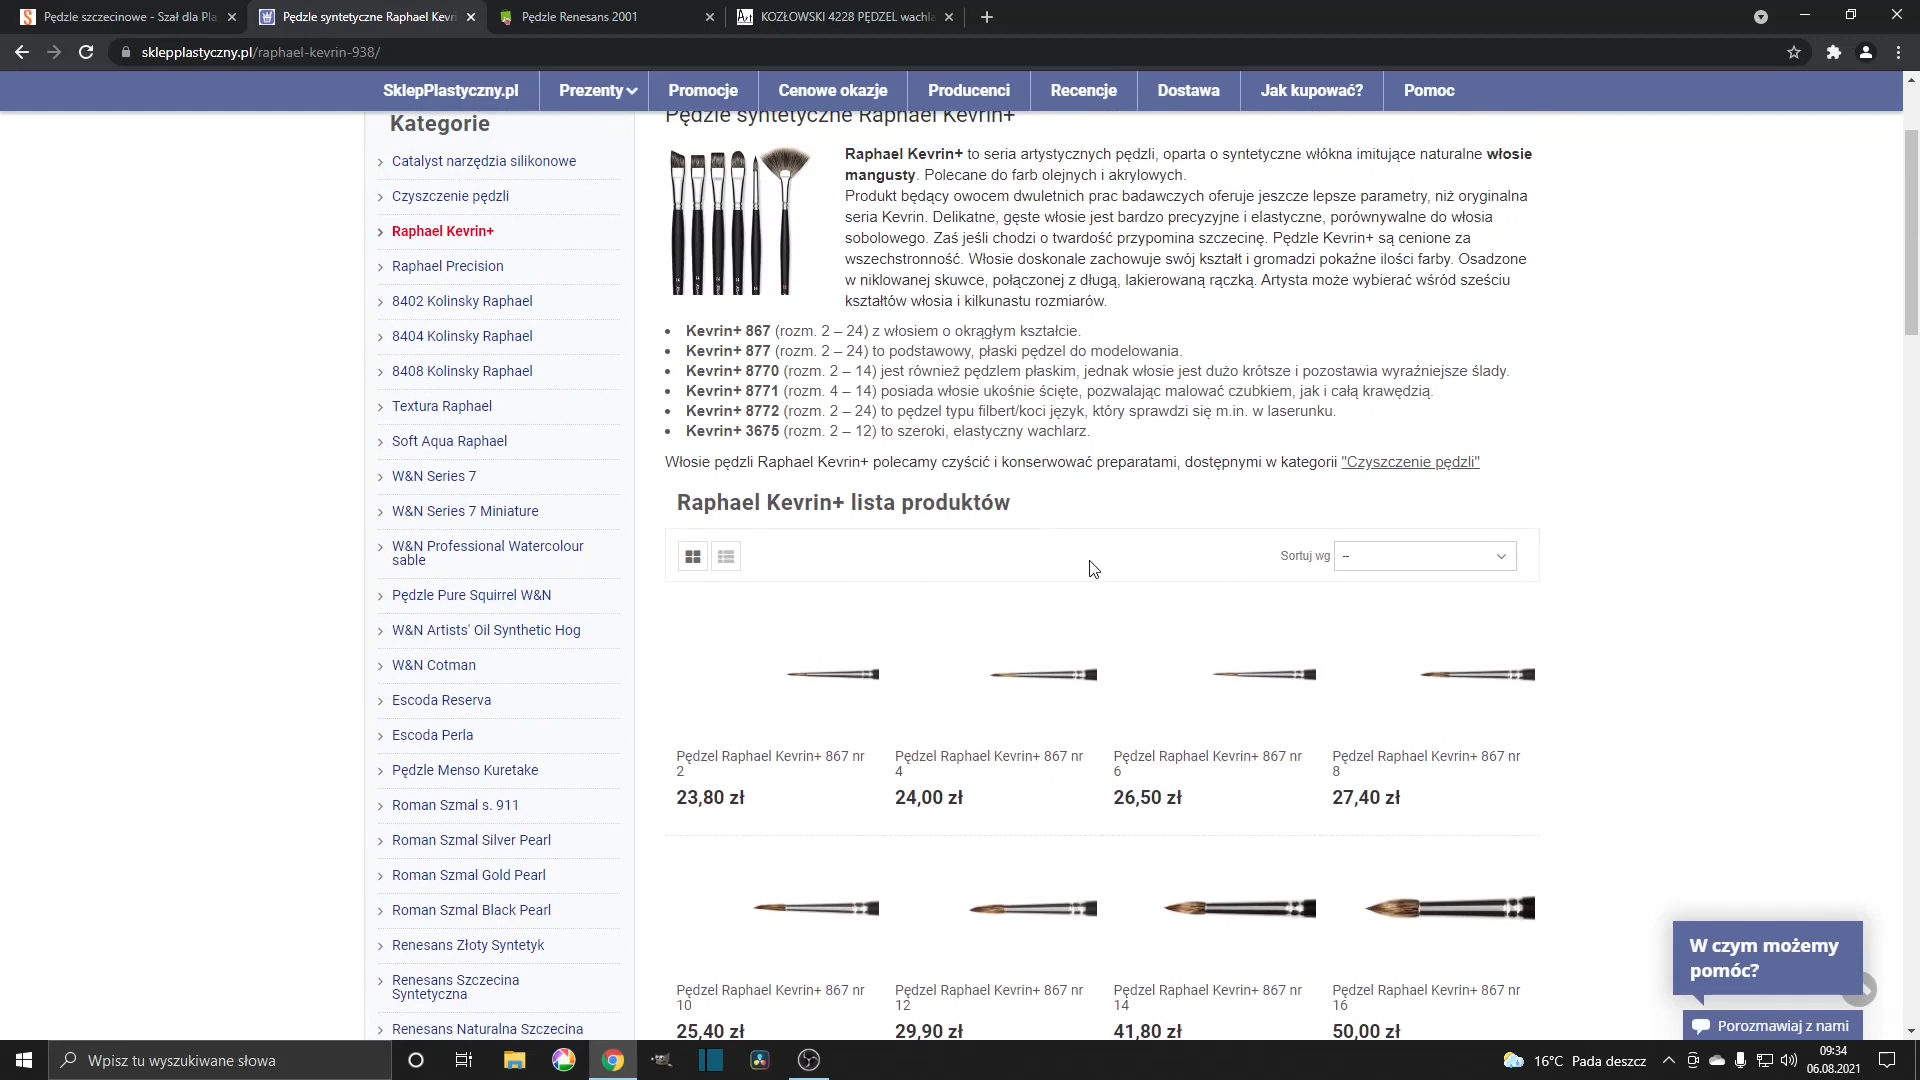 Pędzle szczecinowe - Szał dla Pla
Pędzle syntetyczne Raphael Kevri
Pędzle Renesans 2001
KOZŁOWSKI 4228 PĘDZEL wachla
sklepplastyczny.pl/raphael-kevrin-938/
SklepPlastyczny.pl
Prezenty
Promocje
Cenowe okazje
Producenci
Recencje
Dostawa
Jak kupować?
Pomoc
Kategorie
Catalyst narzędzia silikonowe
Czyszczenie pędzli
Raphael Kevrin+
Raphael Precision
8402 Kolinsky Raphael
8404 Kolinsky Raphael
8408 Kolinsky Raphael
Textura Raphael
Soft Aqua Raphael
W&N Series 7
W&N Series 7 Miniature
W&N Professional Watercolour
sable
Pędzle Pure Squirrel W&N
W&N Artists' Oil Synthetic Hog
W&N Cotman
Escoda Reserva
Escoda Perla
Pędzle Menso Kuretake
Roman Szmal s. 911
Roman Szmal Silver Pearl
Roman Szmal Gold Pearl
Roman Szmal Black Pearl
Renesans Złoty Syntetyk
Renesans Szczecina
Syntetyczna
Renesans Naturalna Szczecina
Pędzle syntetyczne Raphael Kevrin+
Raphael Kevrin+ to seria artystycznych pędzli, oparta o syntetyczne włókna imitujące naturalne włosie
mangusty. Polecane do farb olejnych i akrylowych.
Produkt będący owocem dwuletnich prac badawczych oferuje jeszcze lepsze parametry, niż oryginalna
seria Kevrin. Delikatne, gęste włosie jest bardzo precyzyjne i elastyczne, porównywalne do włosia
sobolowego. Zaś jeśli chodzi o twardość przypomina szczecinę. Pędzle Kevrin+ są cenione za
wszechstronność. Włosie doskonale zachowuje swój kształt i gromadzi pokaźne ilości farby. Osadzone
w niklowanej skuwce, połączonej z długą, lakierowaną rączką. Artysta może wybierać wśród sześciu
kształtów włosia i kilkunastu rozmiarów.
• Kevrin+ 867 (rozm. 2 – 24) z włosiem o okrągłym kształcie.
• Kevrin+ 877 (rozm. 2 – 24) to podstawowy, płaski pędzel do modelowania.
• Kevrin+ 8770 (rozm. 2 – 14) jest również pędzlem płaskim, jednak włosie jest dużo krótsze i pozostawia wyraźniejsze ślady.
• Kevrin+ 8771 (rozm. 4 – 14) posiada włosie ukośnie ścięte, pozwalając malować czubkiem, jak i całą krawędzią.
• Kevrin+ 8772 (rozm. 2 – 24) to pędzel typu filbert/koci język, który sprawdzi się m.in. w laserunku.
• Kevrin+ 3675 (rozm. 2 – 12) to szeroki, elastyczny wachlarz.
Włosie pędzli Raphael Kevrin+ polecamy czyścić i konserwować preparatami, dostępnymi w kategorii "Czyszczenie pędzli"
Raphael Kevrin+ lista produktów
Sortuj wg
--
Pędzel Raphael Kevrin+ 867 nr
2
23,80 zł
Pędzel Raphael Kevrin+ 867 nr
4
24,00 zł
Pędzel Raphael Kevrin+ 867 nr
6
26,50 zł
Pędzel Raphael Kevrin+ 867 nr
8
27,40 zł
Pędzel Raphael Kevrin+ 867 nr
10
25,40 zł
Pędzel Raphael Kevrin+ 867 nr
12
29,90 zł
Pędzel Raphael Kevrin+ 867 nr
14
41,80 zł
Pędzel Raphael Kevrin+ 867 nr
16
50,00 zł
W czym możemy
pomóc?
Porozmawiaj z nami
Wpisz tu wyszukiwane słowa
16°C Pada deszcz
09:34
06.08.2021